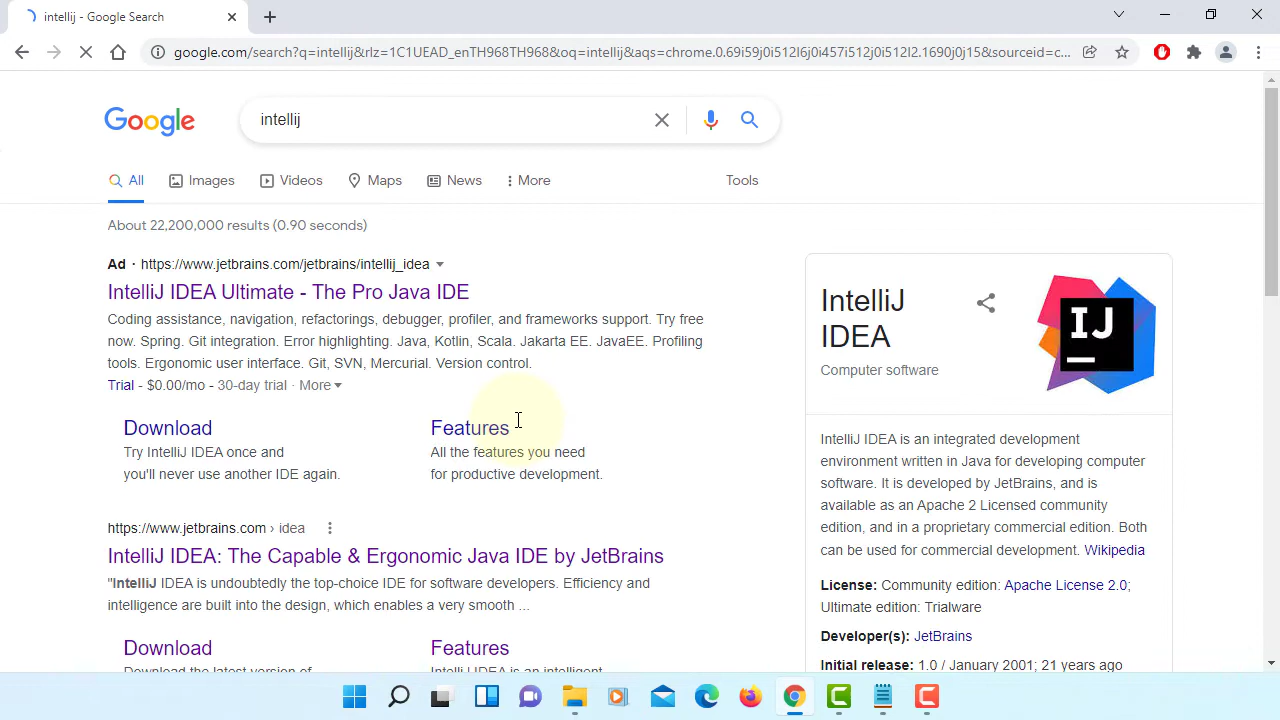 intellij - Google Search
google.com/search?q=intellij&rlz=1C1UEAD_enTH968TH968&oq=intellij&aqs=chrome.0.69i59j0i512l6j0i457i512j0i512l2.1690j0j15&sourceid=c...
Google
intellij
All
Images
Videos
Maps
News
More
Tools
About 22,200,000 results (0.90 seconds)
Ad · https://www.jetbrains.com/jetbrains/intellij_idea
IntelliJ IDEA Ultimate - The Pro Java IDE
Coding assistance, navigation, refactoring, debugger, profiler, and frameworks support. Try free
now. Spring. Git integration. Error highlighting. Java, Kotlin, Scala. Jakarta EE. JavaEE. Profiling
tools. Ergonomic user interface. Git, SVN, Mercurial. Version control.
Trial - $0.00/mo - 30-day trial · More
Download
Try IntelliJ IDEA once and
you'll never use another IDE again.
Features
All the features you need
for productive development.
https://www.jetbrains.com › idea
IntelliJ IDEA: The Capable & Ergonomic Java IDE by JetBrains
"IntelliJ IDEA is undoubtedly the top-choice IDE for software developers. Efficiency and
intelligence are built into the design, which enables a very smooth ...
Download
Download the latest version of
Features
IntelliJ IDEA is an intelligent
IntelliJ
IDEA
Computer software
IJ
IntelliJ IDEA is an integrated development
environment written in Java for developing computer
software. It is developed by JetBrains, and is
available as an Apache 2 Licensed community
edition, and in a proprietary commercial edition. Both
can be used for commercial development. Wikipedia
License: Community edition: Apache License 2.0;
Ultimate edition: Trialware
Developer(s): JetBrains
Initial release: 1.0 / January 2001; 21 years ago